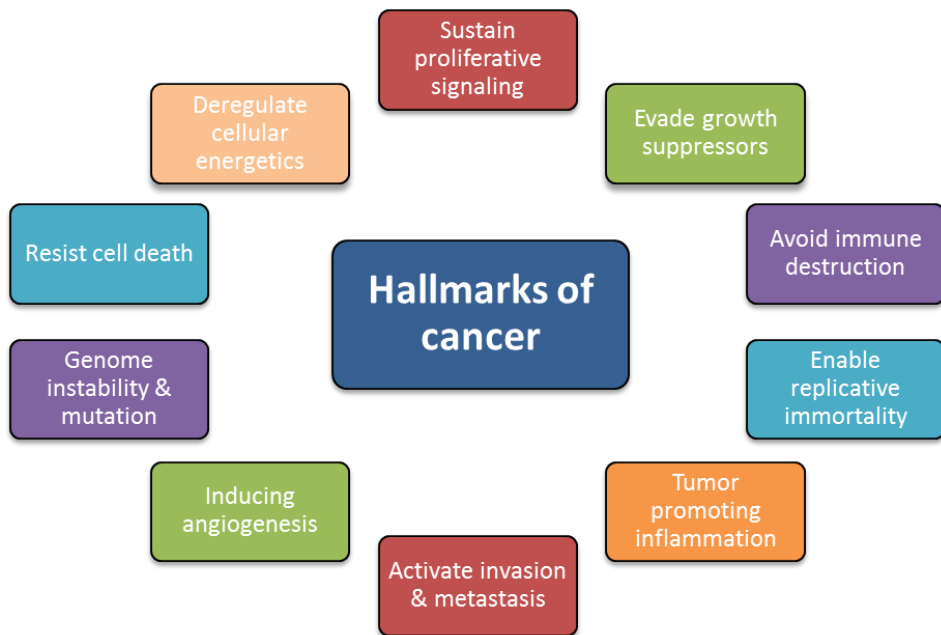 Sustain
proliferative
signaling
Deregulate
cellular
energetics
Evade growth
suppressors
Resist cell death
Avoid immune
destruction
Hallmarks of
cancer
Genome
instability &
mutation
Enable
replicative
immortality
Inducing
angiogenesis
Tumor
promoting
inflammation
Activate invasion
& metastasis